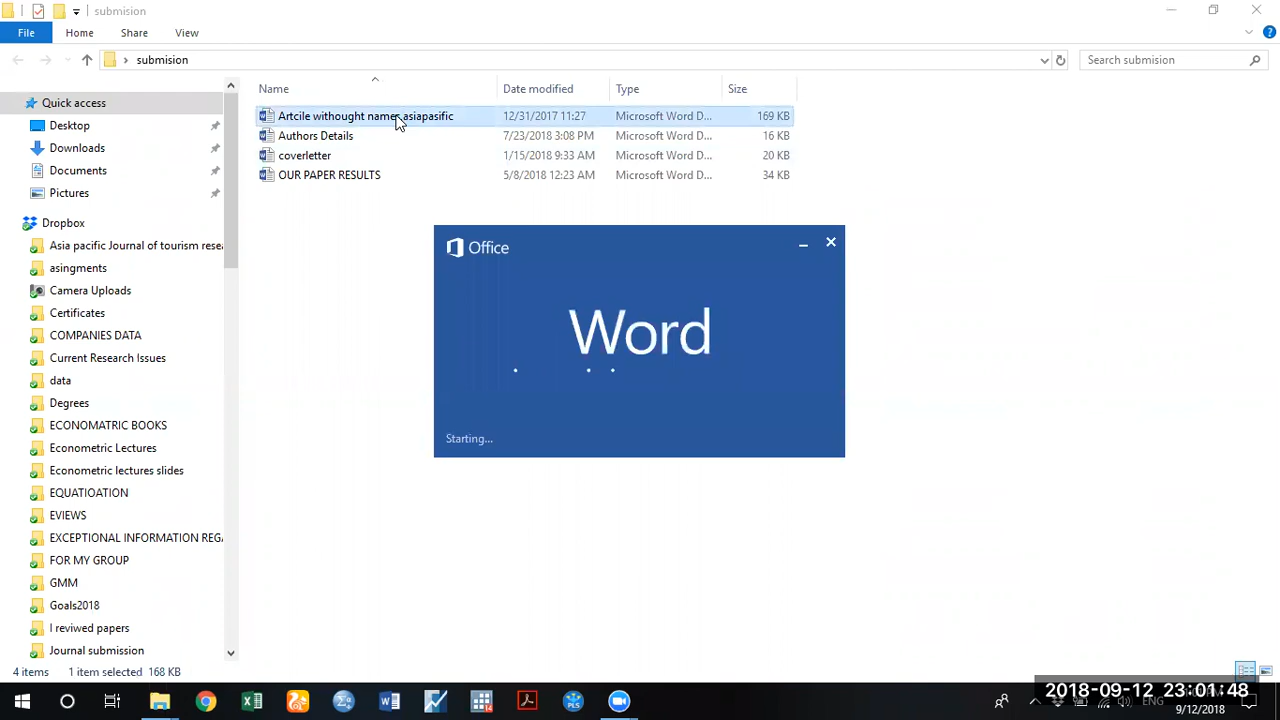 submision
File Home Share View
submision
Search submision
Name Date modified Type Size
Quick access
Desktop
Downloads
Documents
Pictures
Dropbox
Asia pacific Journal of tourism resea
asingments
Camera Uploads
Certificates
COMPANIES DATA
Current Research Issues
data
Degrees
ECONOMATRIC BOOKS
Econometric Lectures
Econometric lectures slides
EQUATIOATION
EVIEWS
EXCEPTIONAL INFORMATION REGA
FOR MY GROUP
GMM
Goals2018
I reviwed papers
Journal submission
Artcile withought names asiapasific 12/31/2017 11:27 Microsoft Word D... 169 KB
Authors Details 7/23/2018 3:08 PM Microsoft Word D... 16 KB
coverletter 1/15/2018 9:33 AM Microsoft Word D... 20 KB
OUR PAPER RESULTS 5/8/2018 12:23 AM Microsoft Word D... 34 KB
Office
Word
Starting...
4 items 1 item selected 168 KB
2018-09-12 23:01:48
ENG
9/12/2018